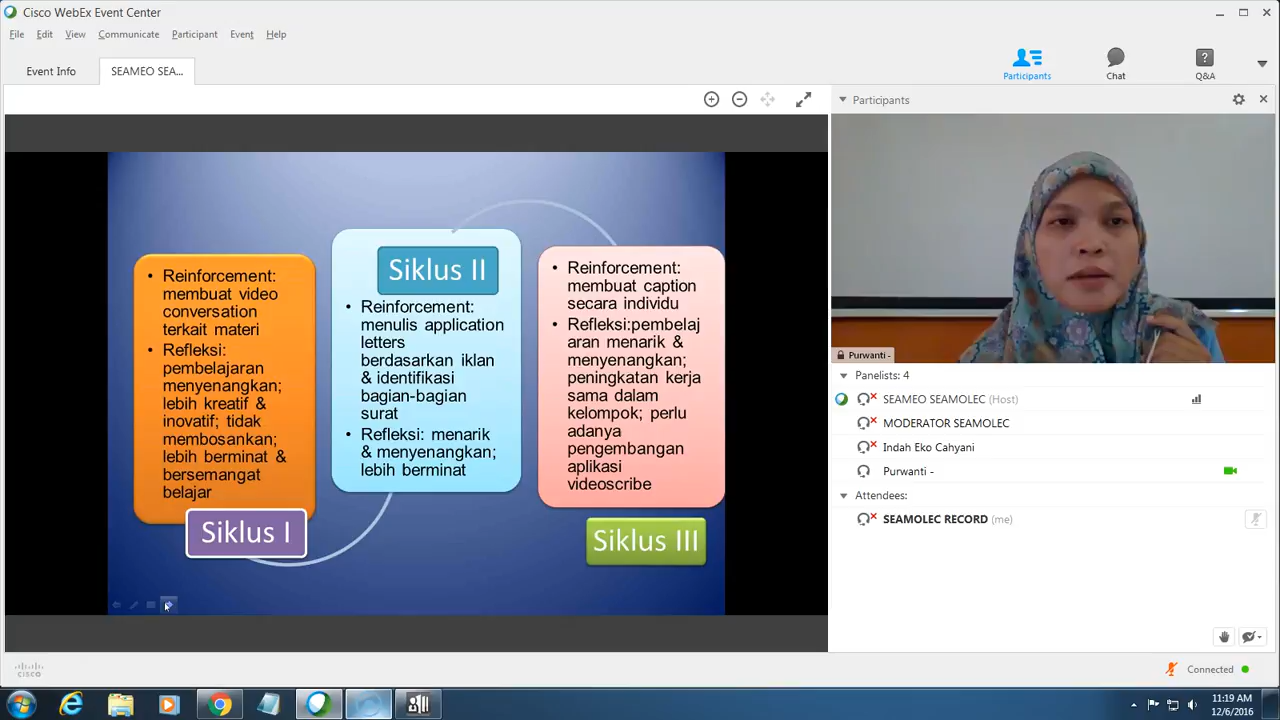 Cisco WebEx Event Center
File Edit View Communicate Participant Event Help
Event Info
SEAMEO SEA...
Participants
Chat
Q&A
• Reinforcement:
membuat video
conversation
terkait materi
• Refleksi:
pembelajaran
menyenangkan;
lebih kreatif &
inovatif; tidak
membosankan;
lebih berminat &
bersemangat
belajar
Siklus I
Siklus II
• Reinforcement:
menulis application
letters
berdasarkan iklan
& identifikasi
bagian-bagian
surat
• Refleksi: menarik
& menyenangkan;
lebih berminat
• Reinforcement:
membuat caption
secara individu
• Refleksi:pembelaj
aran menarik &
menyenangkan;
peningkatan kerja
sama dalam
kelompok; perlu
adanya
pengembangan
aplikasi
videoscribe
Siklus III
Participants
Purwanti -
Panelists: 4
SEAMEO SEAMOLEC (Host)
MODERATOR SEAMOLEC
Indah Eko Cahyani
Purwanti -
Attendees:
SEAMOLEC RECORD (me)
cisco
Connected
11:19 AM
12/6/2016